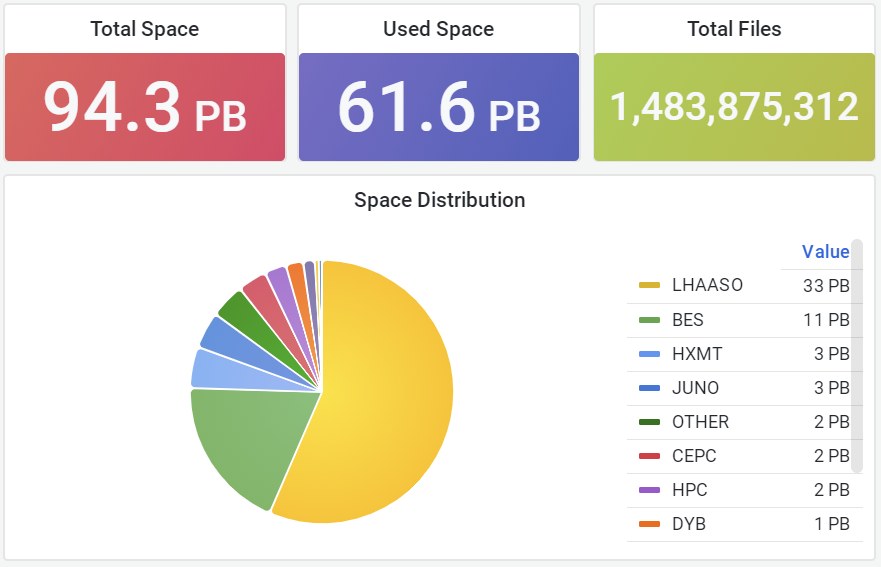 Total Space
Used Space
Total Files
94.3 PB
61.6 PB
1,483,875,312
Space Distribution
Value
LHAASO 33 PB
BES 11 PB
HXMT 3 PB
JUNO 3 PB
OTHER 2 PB
CEPC 2 PB
HPC 2 PB
DYB 1 PB